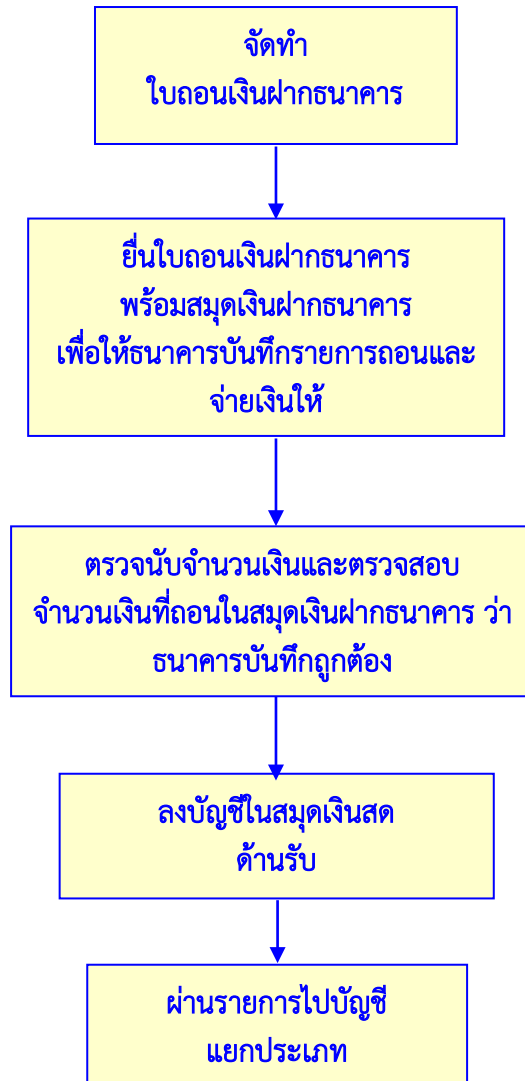 จัดทำ
ใบถอนเงินฝากธนาคาร
ยื่นใบถอนเงินฝากธนาคาร
พร้อมสมุดเงินฝากธนาคาร
เพื่อให้ธนาคารบันทึกรายการถอนและ
จ่ายเงินให้
ตรวจนับจำนวนเงินและตรวจสอบ
จำนวนเงินที่ถอนในสมุดเงินฝากธนาคาร ว่า
ธนาคารบันทึกถูกต้อง
ลงบัญชีในสมุดเงินสด
ด้านรับ
ผ่านรายการไปบัญชี
แยกประเภท